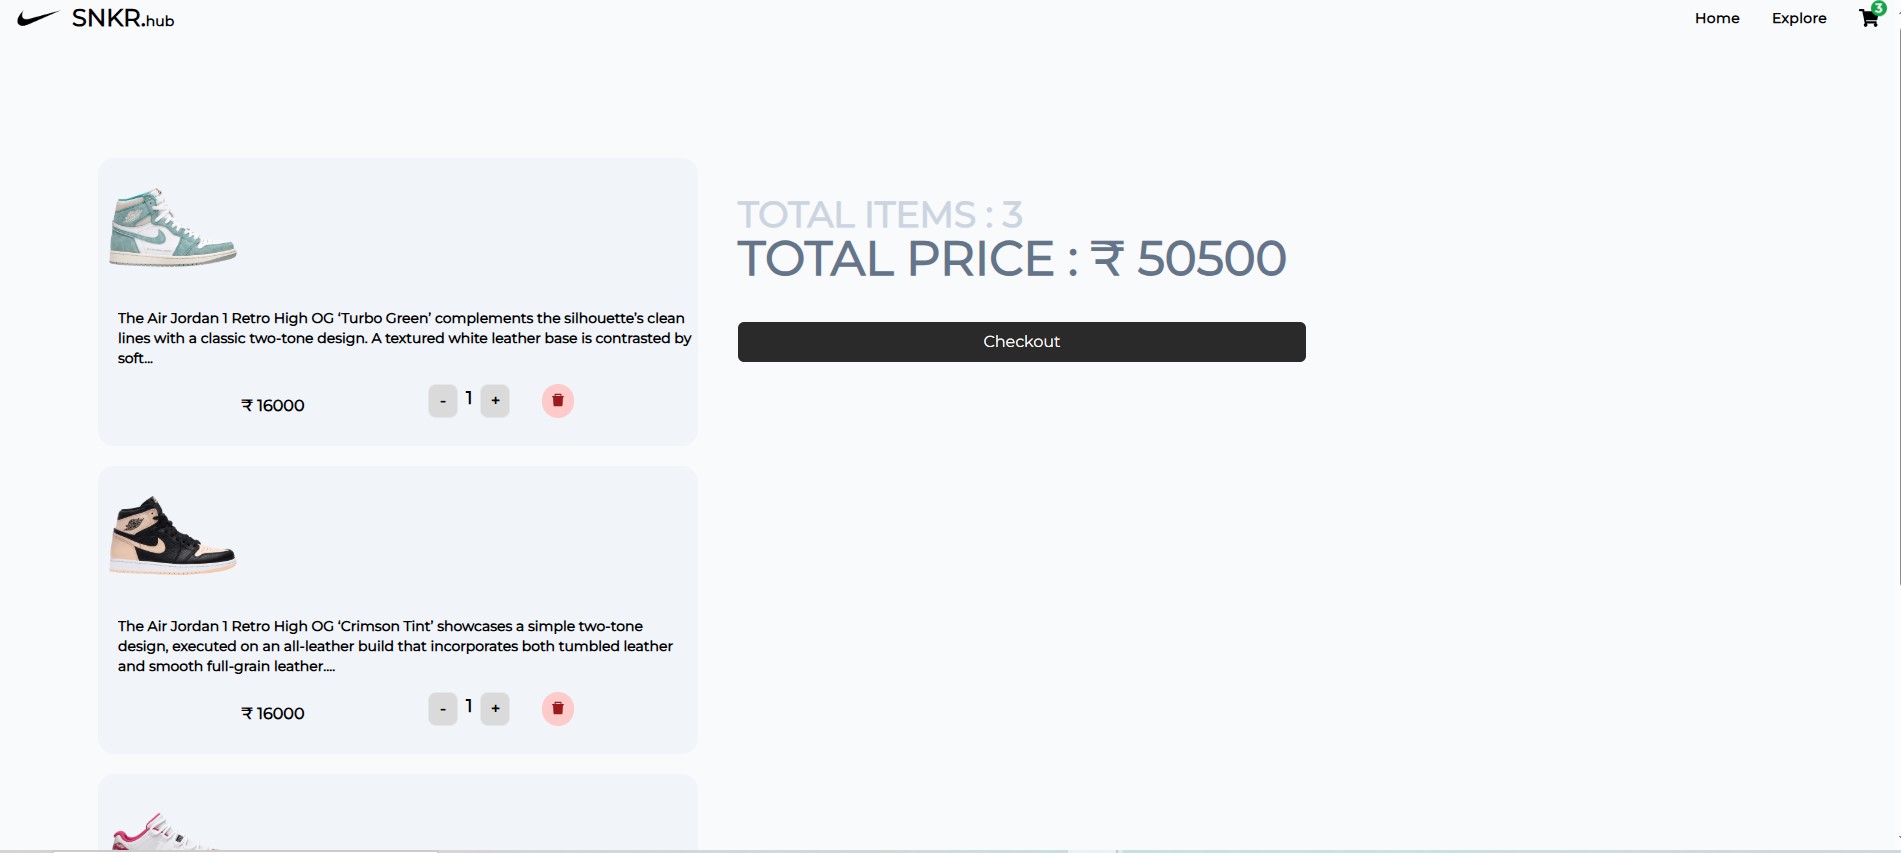 SNKR.hub
Home
Explore
3
TOTAL ITEMS : 3
TOTAL PRICE : ₹ 50500
Checkout
The Air Jordan 1 Retro High OG ‘Turbo Green’ complements the silhouette’s clean
lines with a classic two-tone design. A textured white leather base is contrasted by
soft...
₹ 16000
- 1 +
The Air Jordan 1 Retro High OG ‘Crimson Tint’ showcases a simple two-tone
design, executed on an all-leather build that incorporates both tumbled leather
and smooth full-grain leather....
₹ 16000
- 1 +